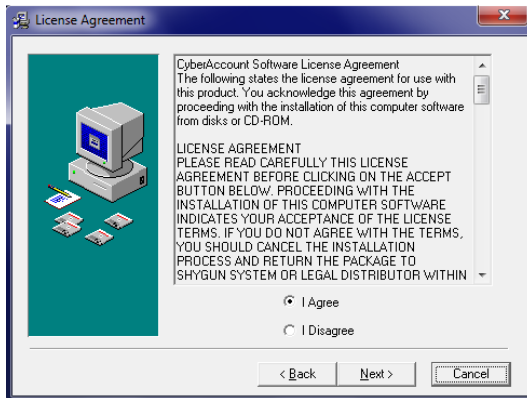 License Agreement
CyberAccount Software License Agreement
The following states the license agreement for use with
this product. You acknowledge this agreement by
proceeding with the installation of this computer software
from disks or CD-ROM.
LICENSE AGREEMENT
PLEASE READ CAREFULLY THIS LICENSE
AGREEMENT BEFORE CLICKING ON THE ACCEPT
BUTTON BELOW. PROCEEDING WITH THE
INSTALLATION OF THIS COMPUTER SOFTWARE
INDICATES YOUR ACCEPTANCE OF THE LICENSE
TERMS. IF YOU DO NOT AGREE WITH THE TERMS,
YOU SHOULD CANCEL THE INSTALLATION
PROCESS AND RETURN THE PACKAGE TO
SHYGUN SYSTEM OR LEGAL DISTRIBUTOR WITHIN
I Agree
I Disagree
< Back Next > Cancel